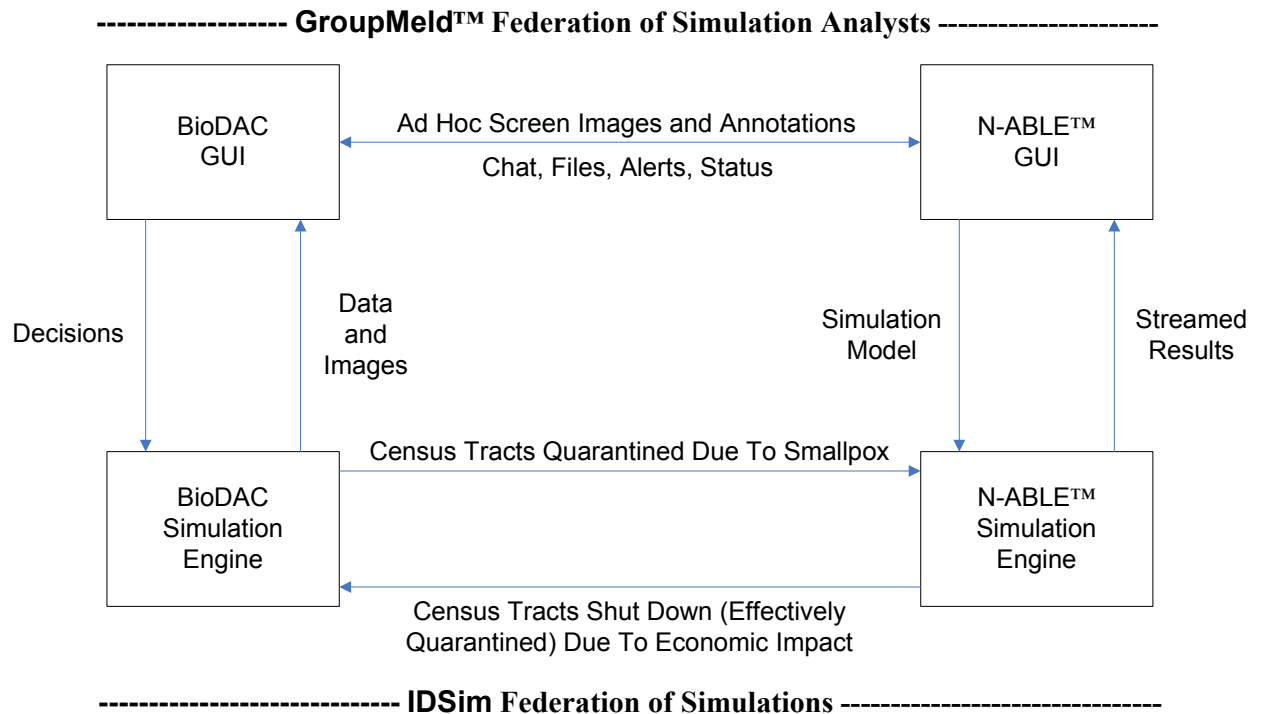 ------------------- GroupMeld™ Federation of Simulation Analysts ----------------------
BioDAC
GUI
Ad Hoc Screen Images and Annotations
Chat, Files, Alerts, Status
N-ABLE™
GUI
Decisions
Data
and
Images
Simulation
Model
Streamed
Results
BioDAC
Simulation
Engine
Census Tracts Quarantined Due To Smallpox
N-ABLE™
Simulation
Engine
Census Tracts Shut Down (Effectively
Quarantined) Due To Economic Impact
------------------------------ IDSim Federation of Simulations --------------------------------